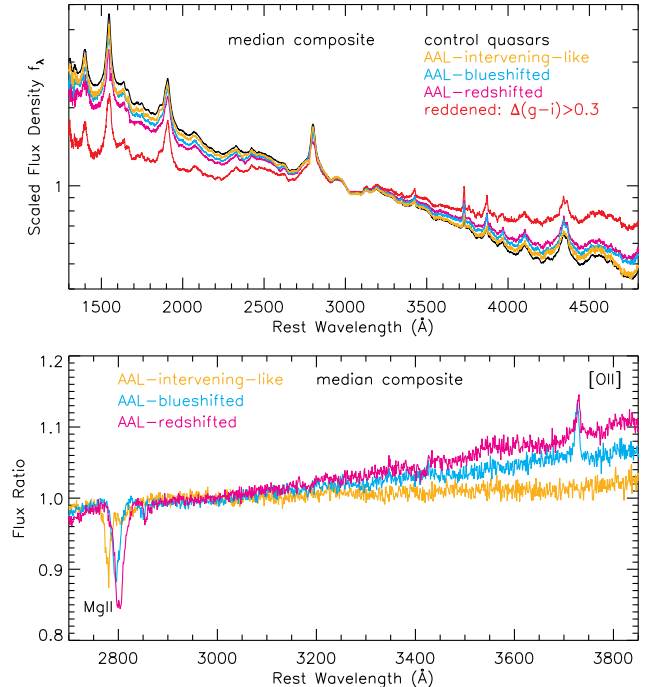 median composite
control quasars
AAL-intervening-like
AAL-blueshifted
AAL-redshifted
reddened: Δ(g-i)>0.3
Scaled Flux Density fλ
1
1500 2000 2500 3000 3500 4000 4500
Rest Wavelength (Å)
1.2
1.1
1.0
0.9
0.8
Flux Ratio
AAL-intervening-like
AAL-blueshifted
AAL-redshifted
median composite
[OII]
MgII
2800 3000 3200 3400 3600 3800
Rest Wavelength (Å)